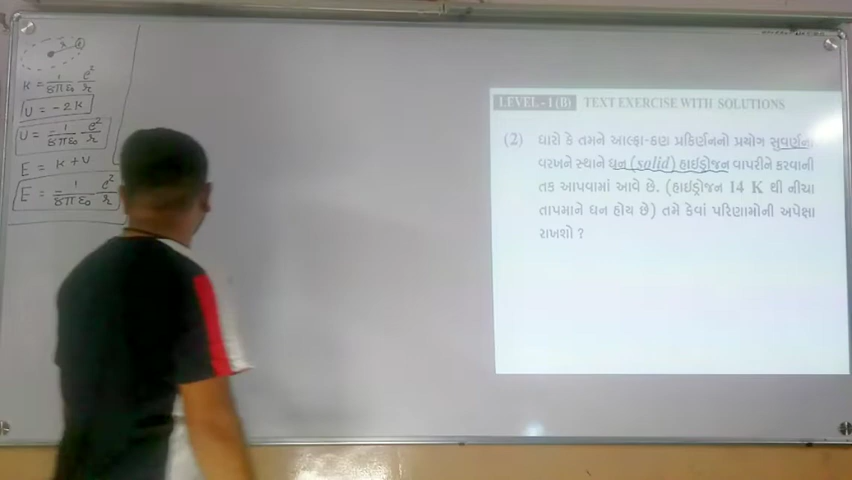 K = 1/8πε₀ e²/r
U = -2K
U = -1/8πε₀ e²/r
E = K + U
E = -1/8πε₀ e²/r
LEVEL - 1 (B) TEXT EXERCISE WITH SOLUTIONS
(2) ધારો કે તમને આલ્ફા-કણ પ્રકિર્ણનનો પ્રયોગ સુવર્ણના
વરખને સ્થાને ઘન (solid) હાઈડ્રોજન વાપરીને કરવાની
તક આપવામાં આવે છે. (હાઈડ્રોજન 14 K થી નીચા
તાપમાને ઘન હોય છે) તમે કેવાં પરિણામોની અપેક્ષા
રાખશો ?